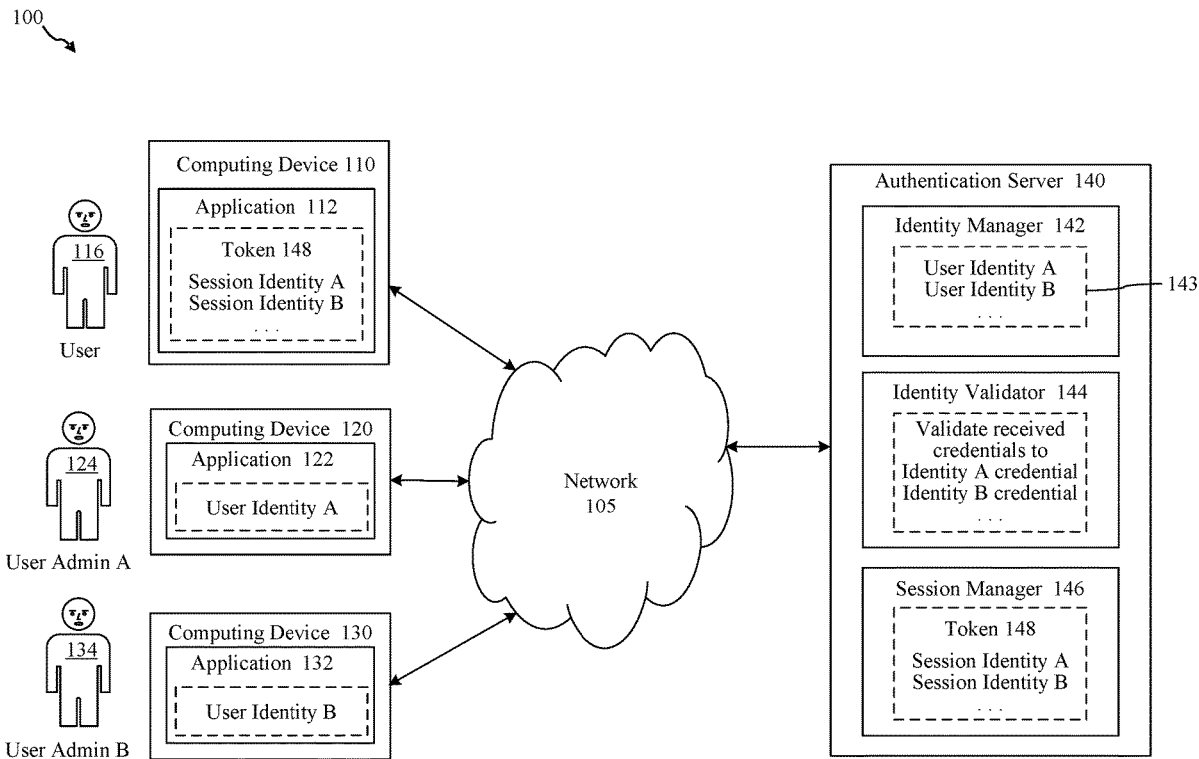 100
Computing Device 110
Application 112
Token 148
Session Identity A
Session Identity B
. . .
116
User
Computing Device 120
Application 122
User Identity A
124
User Admin A
Computing Device 130
Application 132
User Identity B
134
User Admin B
Network
105
Authentication Server 140
Identity Manager 142
User Identity A
User Identity B
. . .
143
Identity Validator 144
Validate received
credentials to
Identity A credential
Identity B credential
. . .
Session Manager 146
Token 148
Session Identity A
Session Identity B
. . .